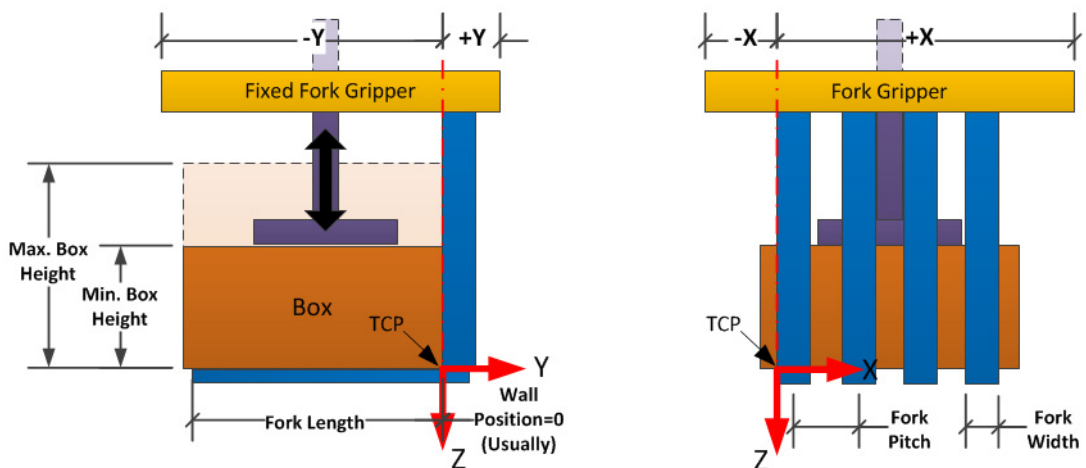 -Y
+Y
Fixed Fork Gripper
Max. Box
Height
Min. Box
Height
Box
TCP
Y
Wall
Position=0
(Usually)
Fork Length
Z
-X
+X
Fork Gripper
TCP
X
Fork
Pitch
Fork
Width
Z